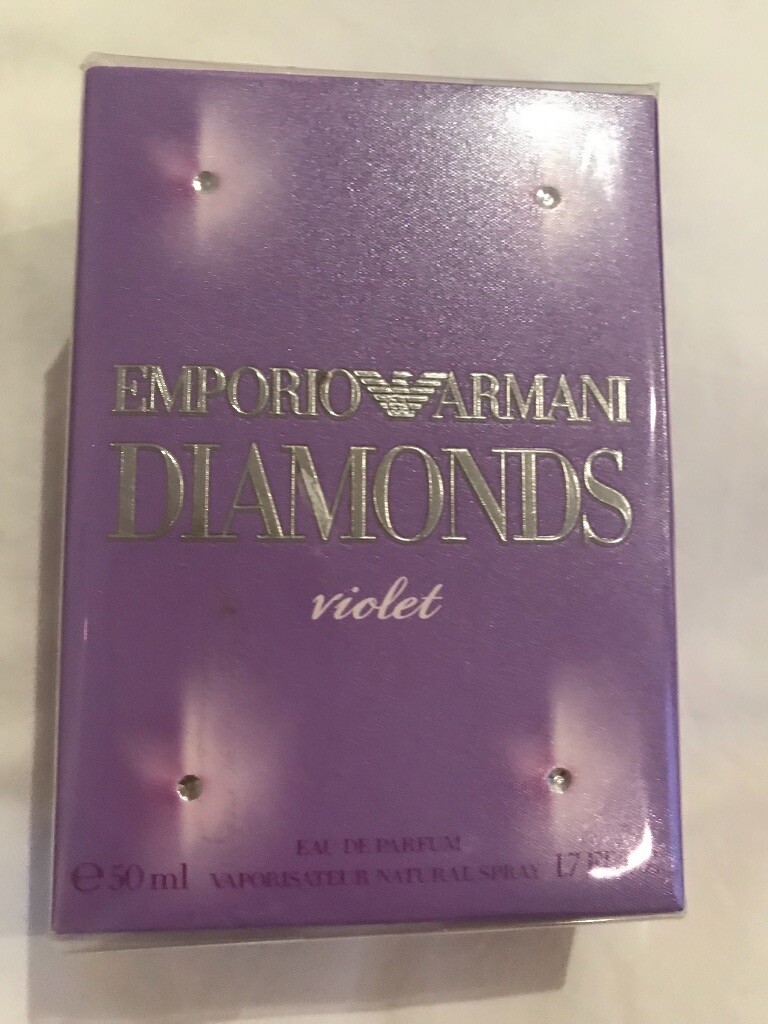 EMPORIO ARMANI
DIAMONDS
violet
EAU DE PARFUM
℮50 ml VAPORISATEUR NATURAL SPRAY 1.7 FL